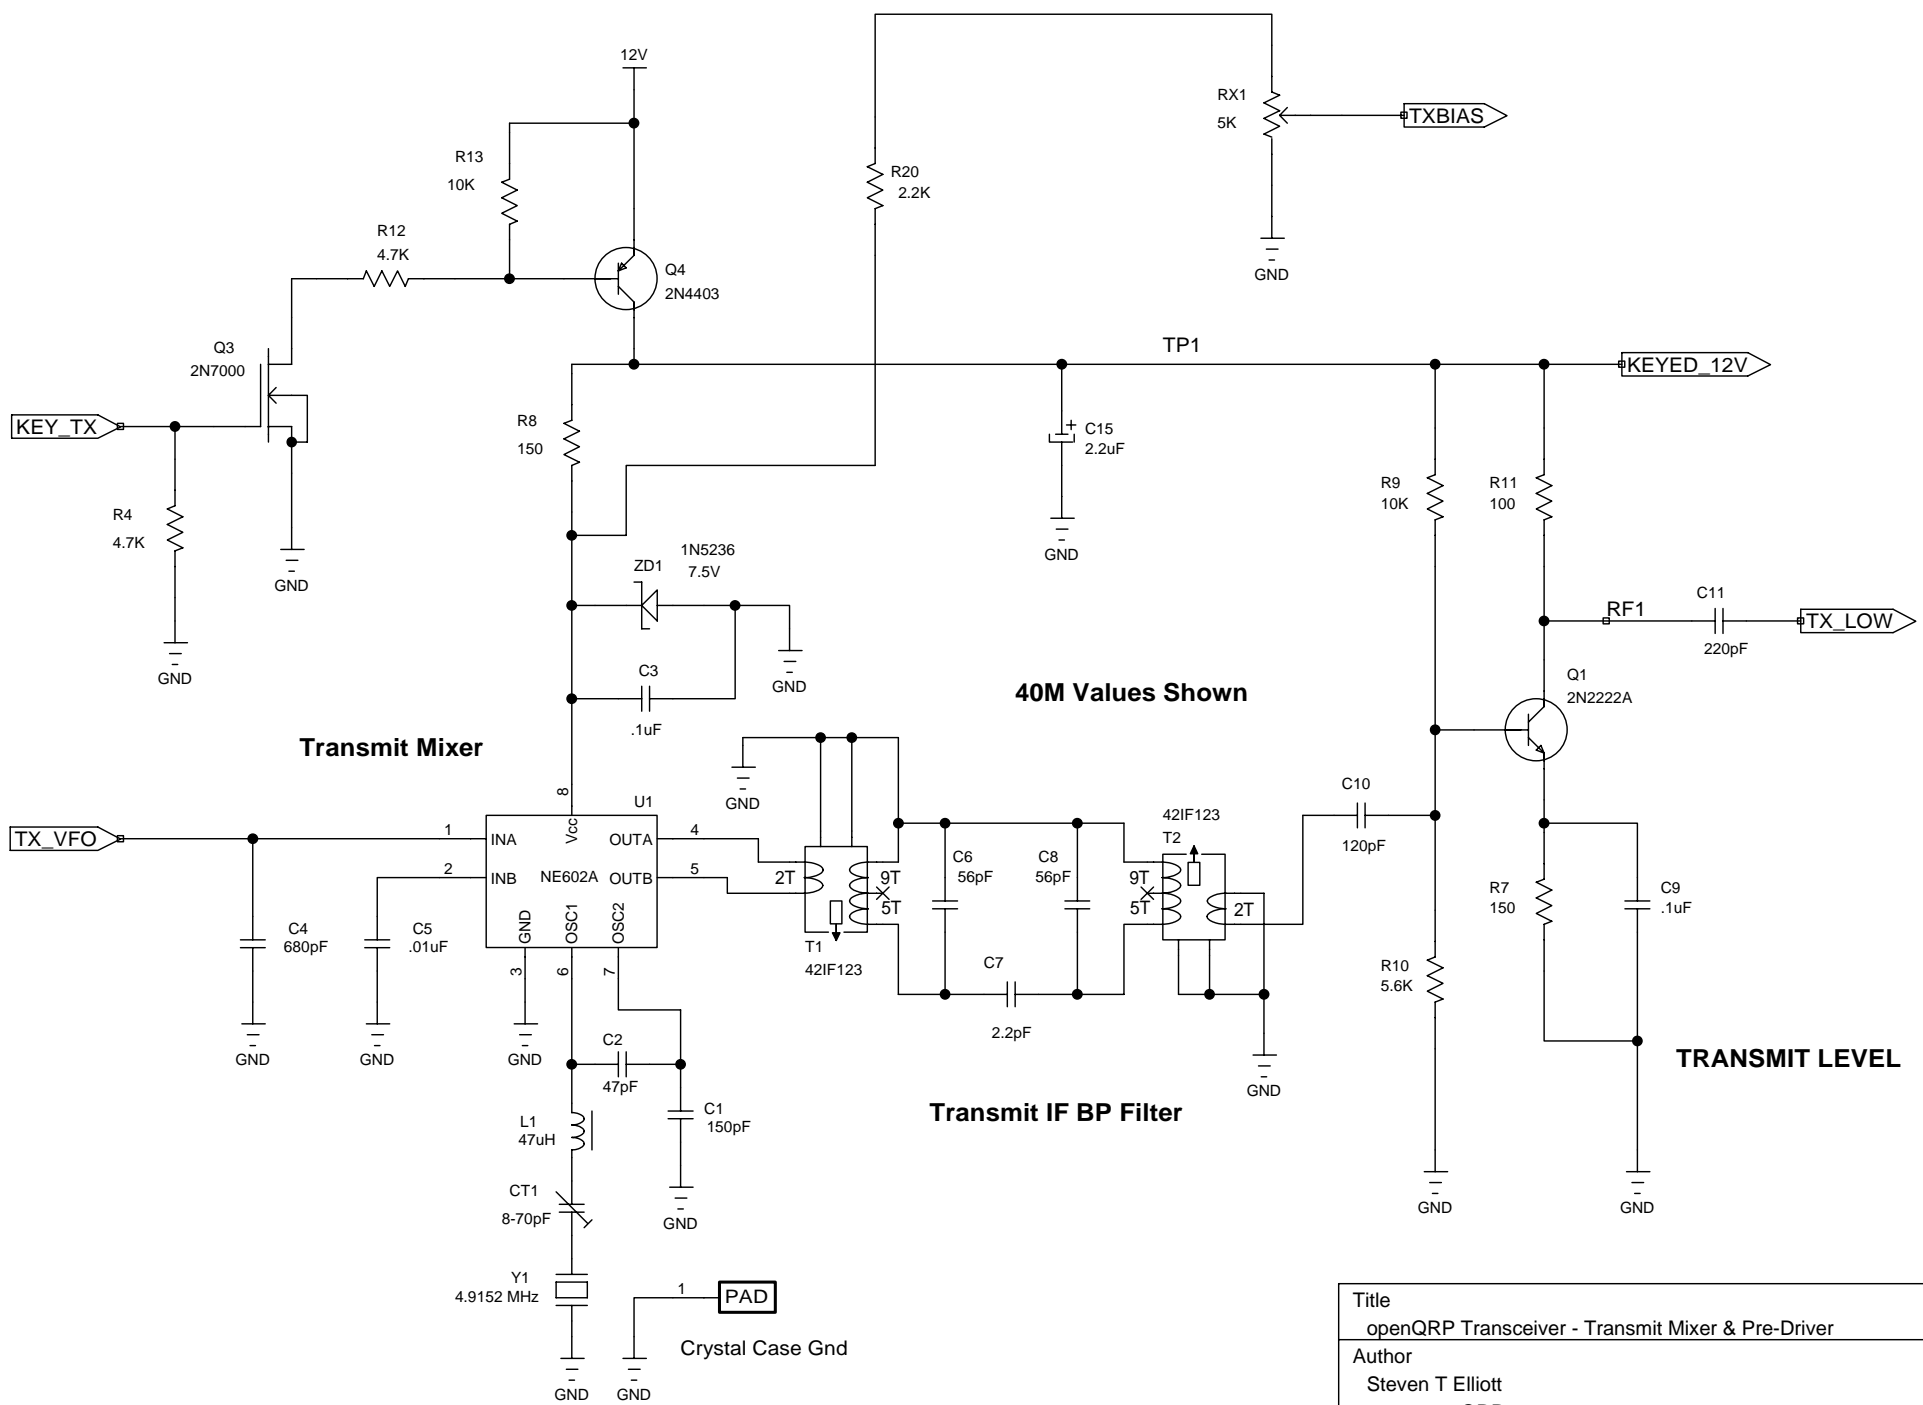 12V
RX1
5K
TXBIAS
R13
10K
R20
2.2K
R12
4.7K
Q4
2N4403
GND
Q3
2N7000
TP1
KEYED_12V
KEY_TX
R8
150
C15
2.2uF
R9
10K
R11
100
R4
4.7K
GND
GND
1N5236
7.5V
ZD1
RF1
C11
220pF
TX_LOW
GND
GND
C3
.1uF
40M Values Shown
Q1
2N2222A
Transmit Mixer
GND
8
U1
Vcc
TX_VFO
1
INA
OUTA
4
2
INB
NE602A
OUTB
5
GND
OSC1
OSC2
3
6
7
2T
9T
5T
T1
42IF123
C6
56pF
C8
56pF
42IF123
T2
9T
5T
2T
C10
120pF
R7
150
C9
.1uF
C4
680pF
C5
.01uF
C7
2.2pF
R10
5.6K
GND
GND
GND
C2
47pF
C1
150pF
GND
TRANSMIT LEVEL
L1
47uH
Transmit IF BP Filter
CT1
8-70pF
GND
GND
GND
Y1
4.9152 MHz
1
PAD
Crystal Case Gnd
GND
GND
Title
openQRP Transceiver - Transmit Mixer & Pre-Driver
Author
Steven T Elliott